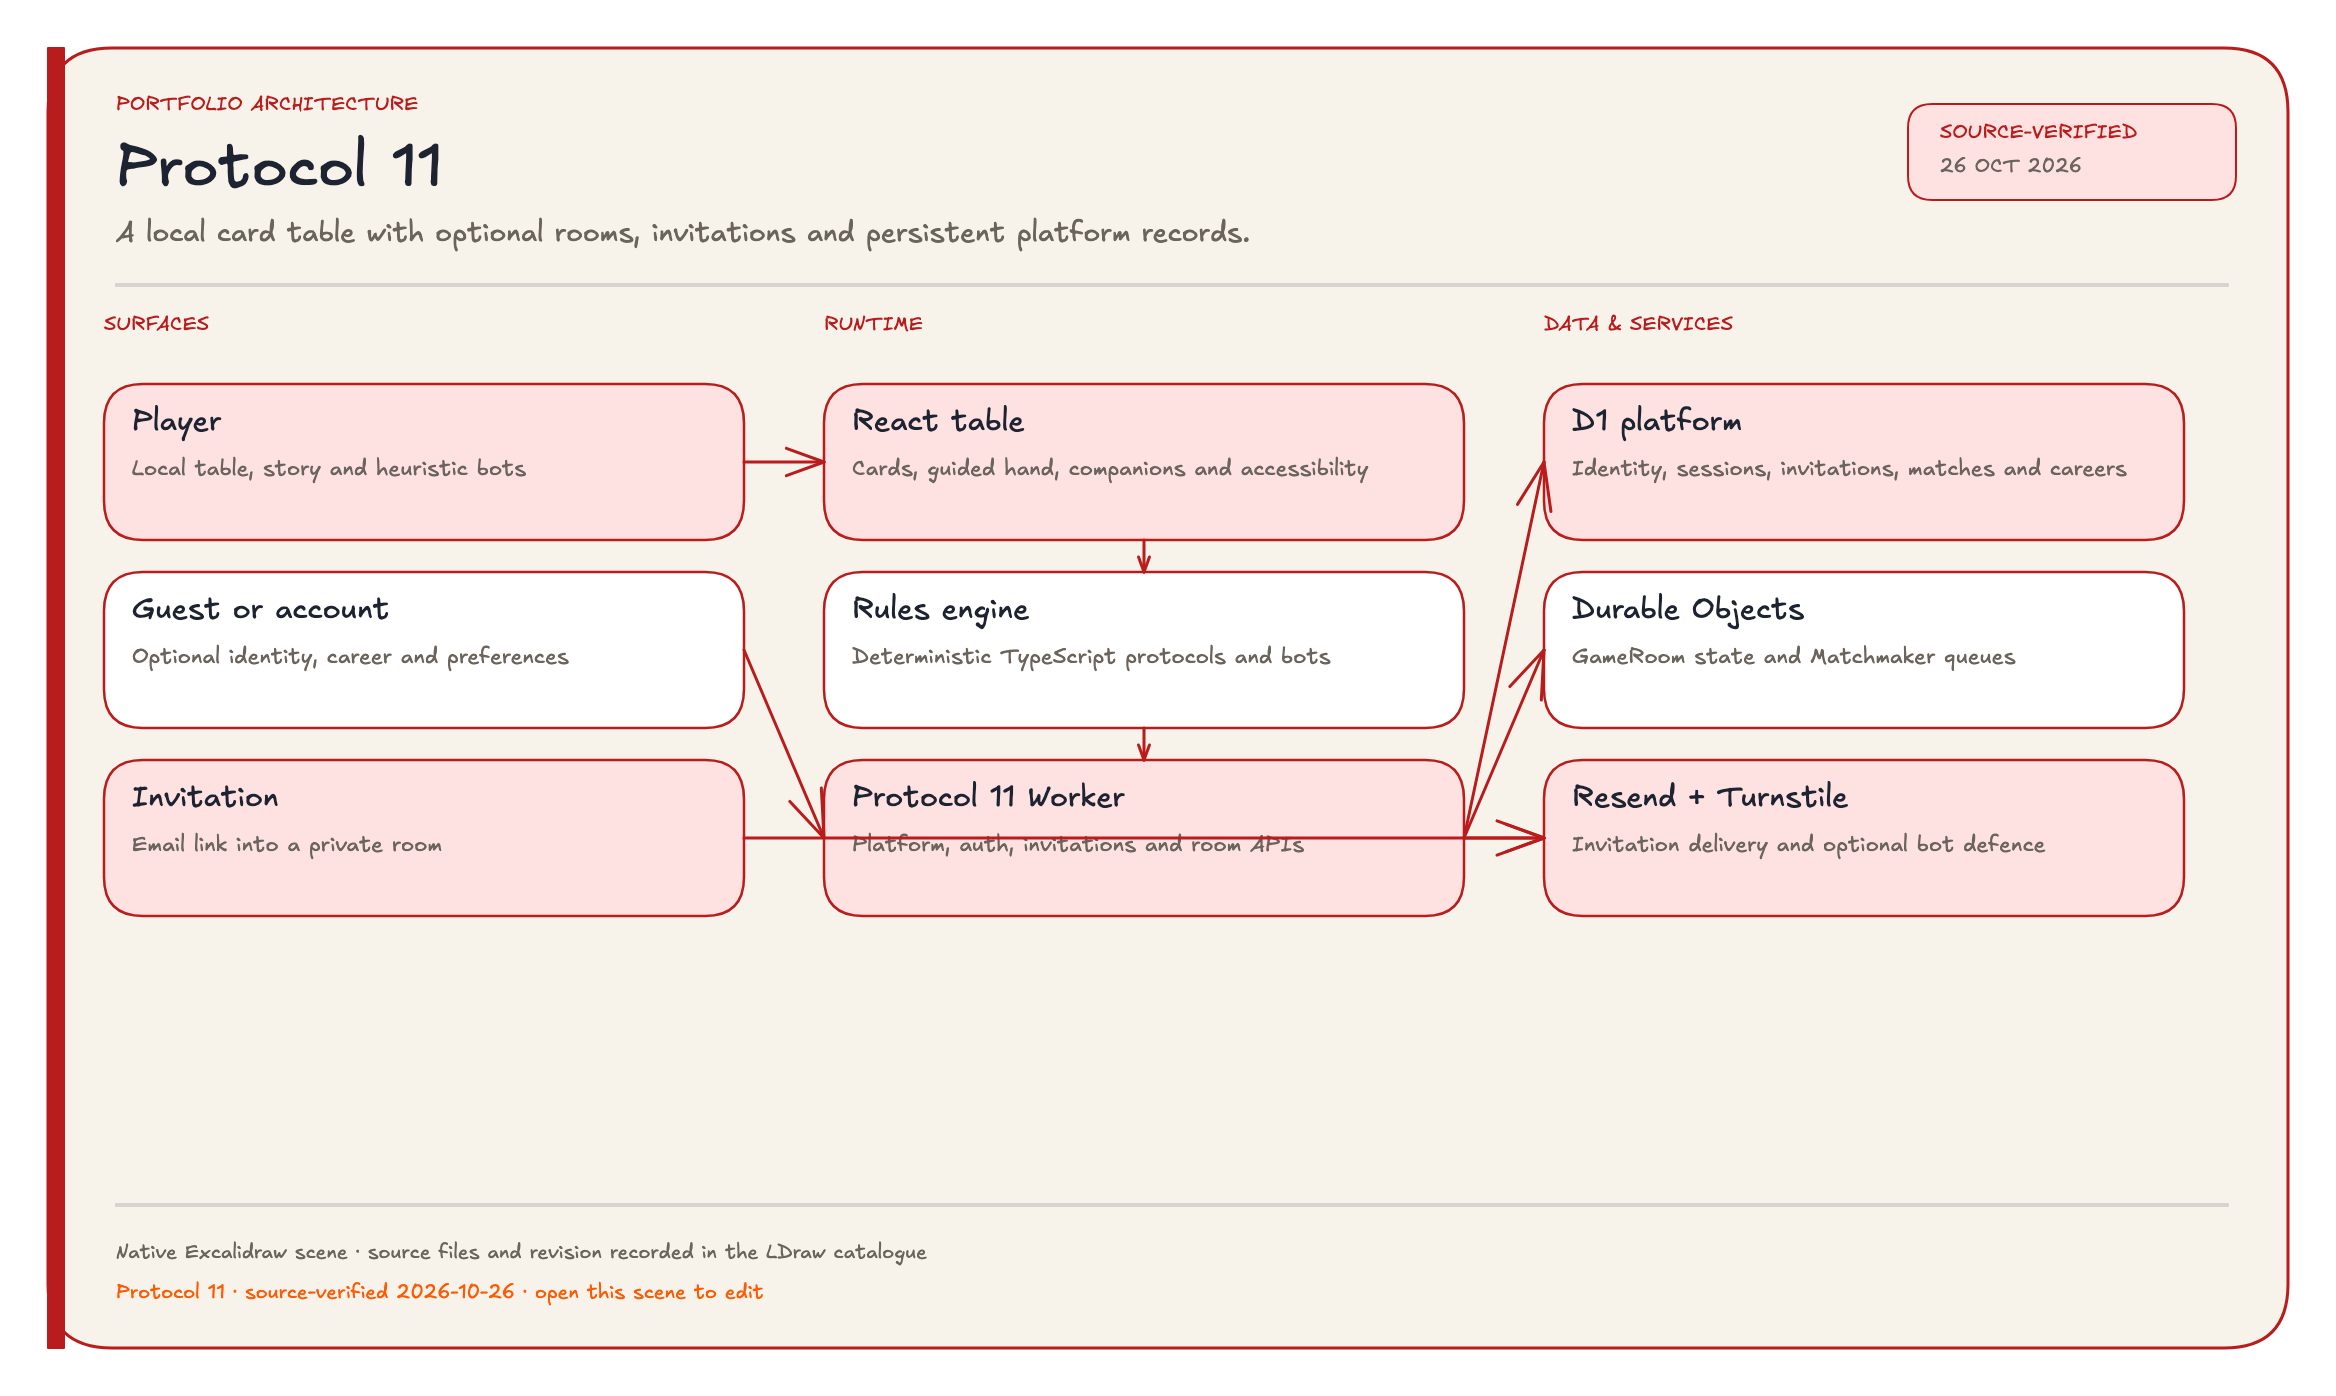 PORTFOLIO ARCHITECTURE
Protocol 11
A local card table with optional rooms, invitations and persistent platform records.
SOURCE-VERIFIED
26 OCT 2026
SURFACES
RUNTIME
DATA & SERVICES
Player
Local table, story and heuristic bots
React table
Cards, guided hand, companions and accessibility
D1 platform
Identity, sessions, invitations, matches and careers
Guest or account
Optional identity, career and preferences
Rules engine
Deterministic TypeScript protocols and bots
Durable Objects
GameRoom state and Matchmaker queues
Invitation
Email link into a private room
Protocol 11 Worker
Platform, auth, invitations and room APIs
Resend + Turnstile
Invitation delivery and optional bot defence
Native Excalidraw scene · source files and revision recorded in the LDraw catalogue
Protocol 11 · source-verified 2026-10-26 · open this scene to edit